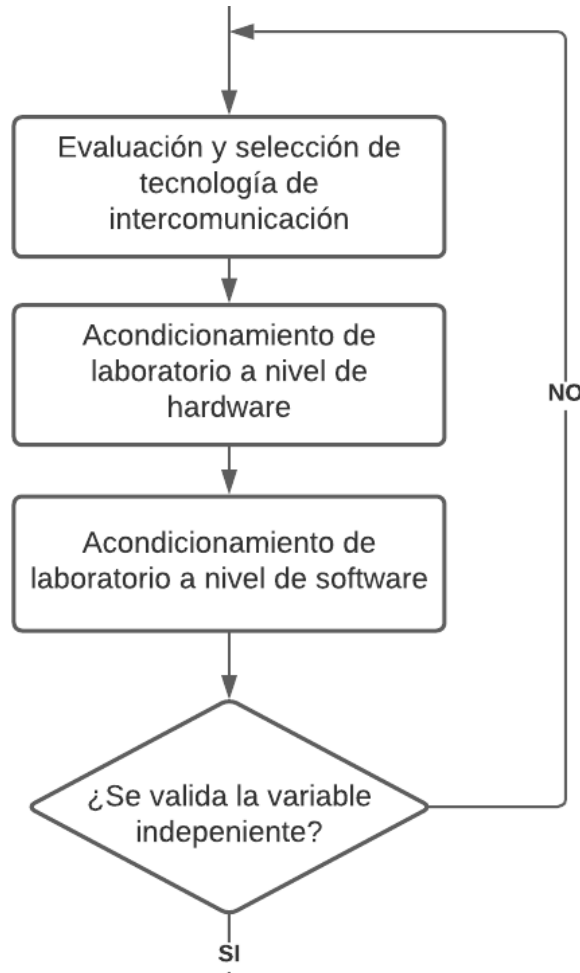 Evaluación y selección de
tecnología de
intercomunicación
Acondicionamiento de
laboratorio a nivel de
hardware
NO
Acondicionamiento de
laboratorio a nivel de software
¿Se valida la variable
indepeniente?
SI